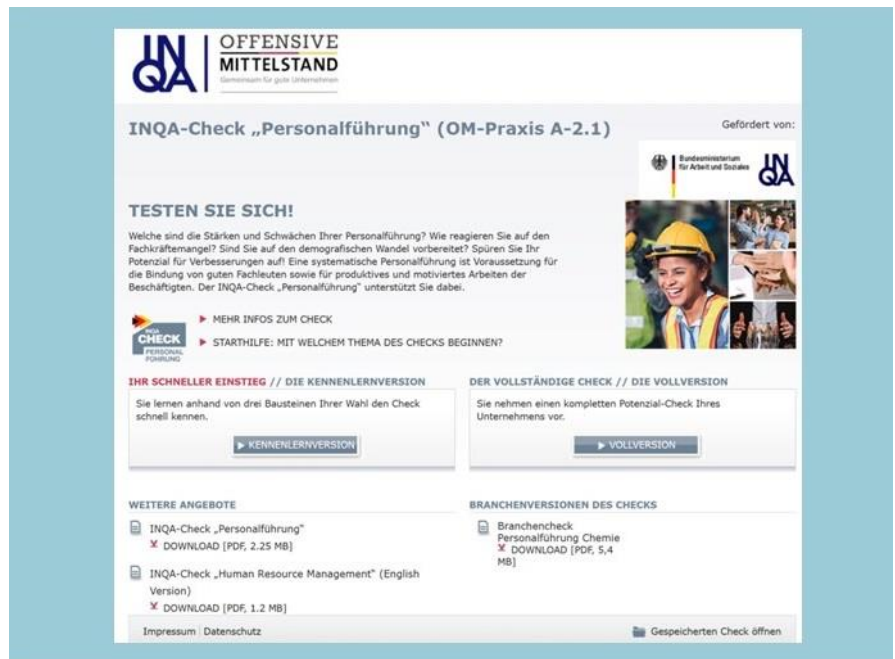 INQA
OFFENSIVE
MITTELSTAND
Gemeinsam für gute Unternehmen
INQA-Check „Personalführung“ (OM-Praxis A-2.1)
Gefördert von:
Bundesministerium
für Arbeit und Soziales
INQA
TESTEN SIE SICH!
Welche sind die Stärken und Schwächen Ihrer Personalführung? Wie reagieren Sie auf den
Fachkräftemangel? Sind Sie auf den demografischen Wandel vorbereitet? Spüren Sie Ihr
Potenzial für Verbesserungen auf! Eine systematische Personalführung ist Voraussetzung für
die Bindung von guten Fachleuten sowie für produktives und motiviertes Arbeiten der
Beschäftigten. Der INQA-Check „Personalführung“ unterstützt Sie dabei.
INQA
CHECK
PERSONAL
FÜHRUNG
MEHR INFOS ZUM CHECK
STARTHILFE: MIT WELCHEM THEMA DES CHECKS BEGINNEN?
IHR SCHNELLER EINSTIEG // DIE KENNENLERNVERSION
Sie lernen anhand von drei Bausteinen Ihrer Wahl den Check
schnell kennen.
KENNENLERNVERSION
DER VOLLSTÄNDIGE CHECK // DIE VOLLVERSION
Sie nehmen einen kompletten Potenzial-Check Ihres
Unternehmens vor.
VOLLVERSION
WEITERE ANGEBOTE
INQA-Check „Personalführung“
DOWNLOAD [PDF, 2.25 MB]
INQA-Check „Human Resource Management“ (English
Version)
DOWNLOAD [PDF, 1.2 MB]
BRANCHENVERSIONEN DES CHECKS
Branchencheck
Personalführung Chemie
DOWNLOAD [PDF, 5,4
MB]
Impressum | Datenschutz
Gespeicherten Check öffnen